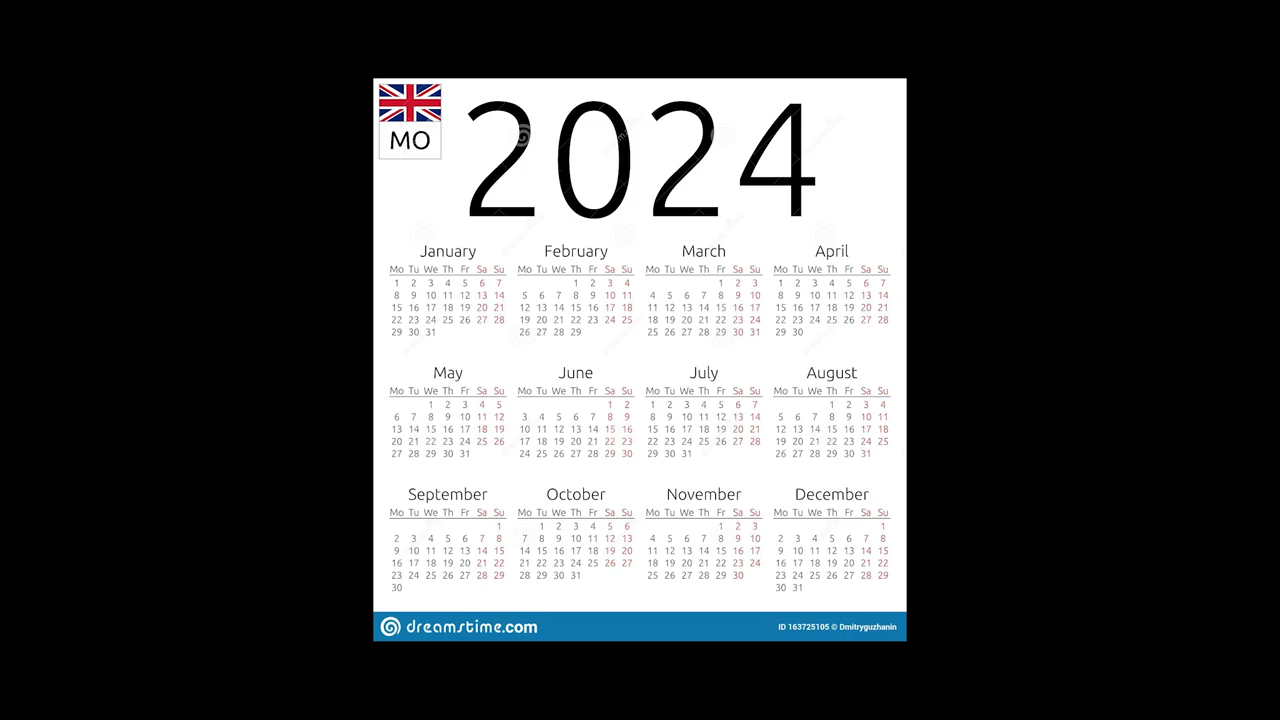 MO
2024
January February March April
Mo Tu We Th Fr Sa Su Mo Tu We Th Fr Sa Su Mo Tu We Th Fr Sa Su Mo Tu We Th Fr Sa Su
1 2 3 4 5 6 7 1 2 3 4 1 2 3 1 2 3 4 5 6 7
8 9 10 11 12 13 14 5 6 7 8 9 10 11 4 5 6 7 8 9 10 8 9 10 11 12 13 14
15 16 17 18 19 20 21 12 13 14 15 16 17 18 11 12 13 14 15 16 17 15 16 17 18 19 20 21
22 23 24 25 26 27 28 19 20 21 22 23 24 25 18 19 20 21 22 23 24 22 23 24 25 26 27 28
29 30 31 26 27 28 29 25 26 27 28 29 30 31 29 30
May June July August
Mo Tu We Th Fr Sa Su Mo Tu We Th Fr Sa Su Mo Tu We Th Fr Sa Su Mo Tu We Th Fr Sa Su
1 2 3 4 5 1 2 1 2 3 4 5 6 7 1 2 3 4
6 7 8 9 10 11 12 3 4 5 6 7 8 9 8 9 10 11 12 13 14 5 6 7 8 9 10 11
13 14 15 16 17 18 19 10 11 12 13 14 15 16 15 16 17 18 19 20 21 12 13 14 15 16 17 18
20 21 22 23 24 25 26 17 18 19 20 21 22 23 22 23 24 25 26 27 28 19 20 21 22 23 24 25
27 28 29 30 31 24 25 26 27 28 29 30 29 30 31 26 27 28 29 30 31
September October November December
Mo Tu We Th Fr Sa Su Mo Tu We Th Fr Sa Su Mo Tu We Th Fr Sa Su Mo Tu We Th Fr Sa Su
1 1 2 3 4 5 6 1 2 3 1
2 3 4 5 6 7 8 7 8 9 10 11 12 13 4 5 6 7 8 9 10 2 3 4 5 6 7 8
9 10 11 12 13 14 15 14 15 16 17 18 19 20 11 12 13 14 15 16 17 9 10 11 12 13 14 15
16 17 18 19 20 21 22 21 22 23 24 25 26 27 18 19 20 21 22 23 24 16 17 18 19 20 21 22
23 24 25 26 27 28 29 28 29 30 31 25 26 27 28 29 30 23 24 25 26 27 28 29
30 30 31
dreamstime.com ID 163725105 © Dmitryguzhanin